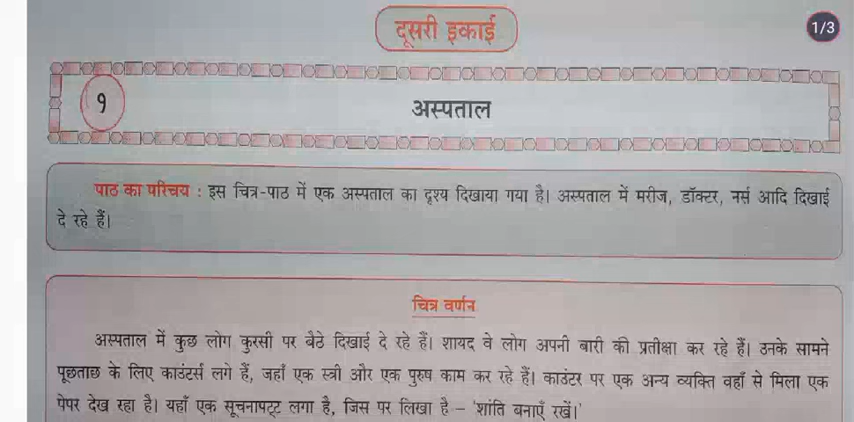 दूसरी इकाई
1/3
१
अस्पताल
पाठ का परिचय : इस चित्र-पाठ में एक अस्पताल का दृश्य दिखाया गया है। अस्पताल में मरीज, डॉक्टर, नर्स आदि दिखाई
दे रहे हैं।
चित्र वर्णन
अस्पताल में कुछ लोग कुरसी पर बैठे दिखाई दे रहे हैं। शायद वे लोग अपनी बारी की प्रतीक्षा कर रहे हैं। उनके सामने
पूछताछ के लिए काउंटर्स लगे हैं, जहाँ एक स्त्री और एक पुरुष काम कर रहे हैं। काउंटर पर एक अन्य व्यक्ति वहाँ से मिला एक
पेपर देख रहा है। यहाँ एक सूचनापट्ट लगा है, जिस पर लिखा है – 'शांति बनाएँ रखें।'